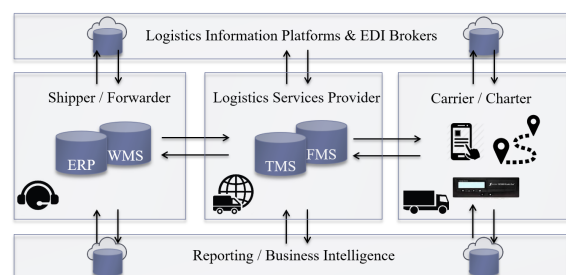 Logistics Information Platforms & EDI Brokers
Shipper / Forwarder
Logistics Services Provider
Carrier / Charter
ERP
WMS
TMS
FMS
Reporting / Business Intelligence